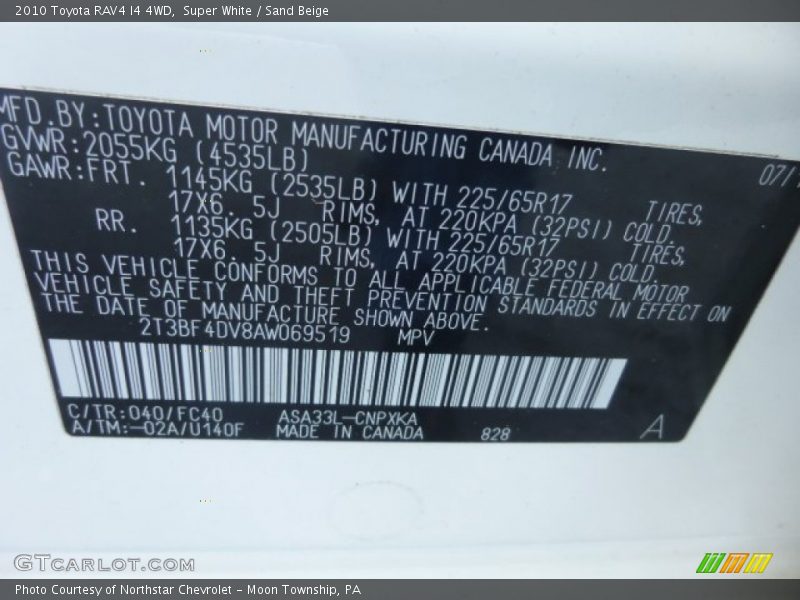 2010 Toyota RAV4 I4 4WD,  Super White / Sand Beige
MFD.BY:TOYOTA MOTOR MANUFACTURING CANADA INC.
GVWR:2055KG (4535LB) 07/
GAWR:FRT. 1145KG (2535LB) WITH 225/65R17 TIRES,
17X6.5J RIMS, AT 220KPA (32PSI) COLD.
RR. 1135KG (2505LB) WITH 225/65R17 TIRES,
17X6.5J RIMS, AT 220KPA (32PSI) COLD.
THIS VEHICLE CONFORMS TO ALL APPLICABLE FEDERAL MOTOR
VEHICLE SAFETY AND THEFT PREVENTION STANDARDS IN EFFECT ON
THE DATE OF MANUFACTURE SHOWN ABOVE.
2T3BF4DV8AW069519 MPV
C/TR:040/FC40 ASA33L-CNPXKA
A/TM:-02A/U140F MADE IN CANADA 828 A
GTCARLOT.COM
Photo Courtesy of Northstar Chevrolet - Moon Township, PA